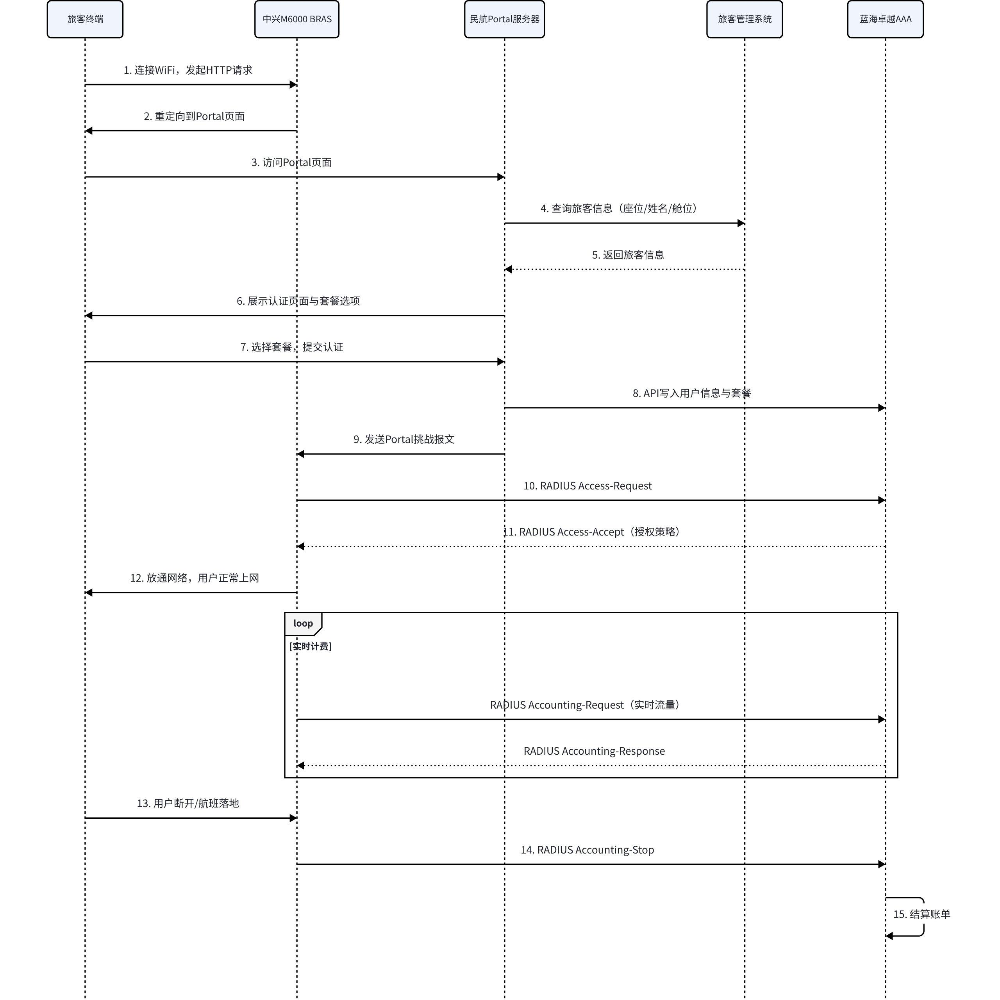 旅客终端
中兴M6000 BRAS
民航Portal服务器
旅客管理系统
蓝海卓越AAA
1. 连接WiFi，发起HTTP请求
2. 重定向到Portal页面
3. 访问Portal页面
4. 查询旅客信息（座位/姓名/舱位）
5. 返回旅客信息
6. 展示认证页面与套餐选项
7. 选择套餐，提交认证
8. API写入用户信息与套餐
9. 发送Portal挑战报文
10. RADIUS Access-Request
11. RADIUS Access-Accept（授权策略）
12. 放通网络，用户正常上网
loop
[实时计费]
RADIUS Accounting-Request（实时流量）
RADIUS Accounting-Response
13. 用户断开/航班落地
14. RADIUS Accounting-Stop
15. 结算账单